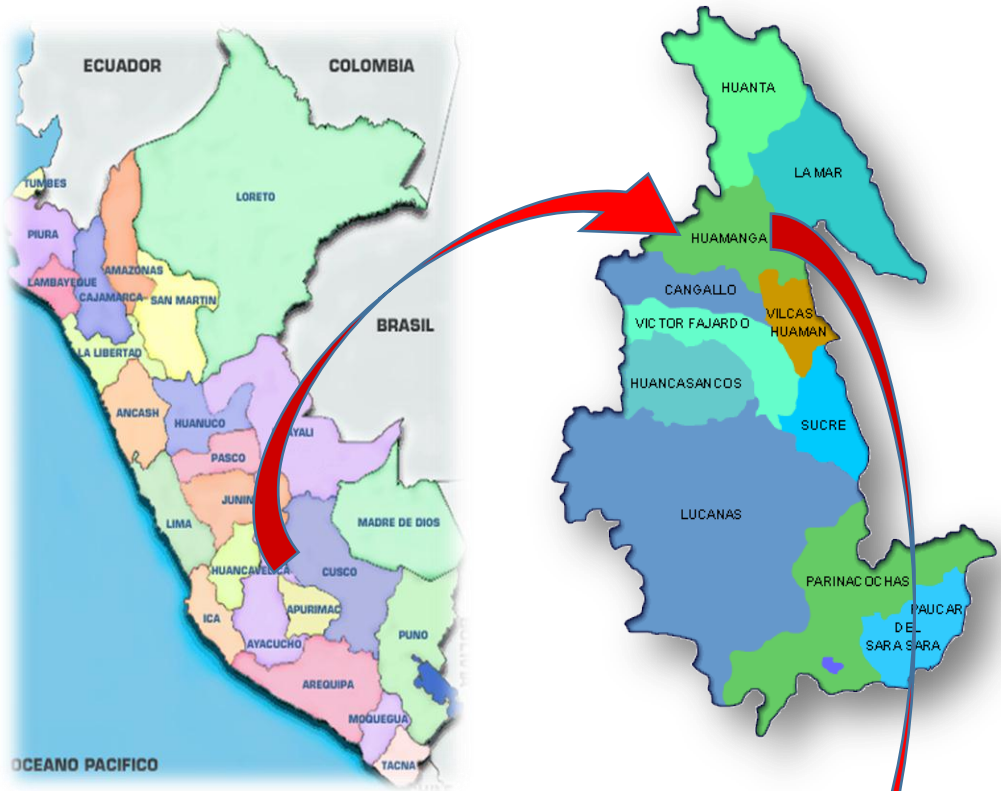 ECUADOR
COLOMBIA
TUMBES
LORETO
PIURA
AMAZONAS
LAMBAYEQUE
CAJAMARCA
SAN MARTIN
BRASIL
LA LIBERTAD
ANCASH
HUANUCO
AYALI
PASCO
JUNIN
LIMA
MADRE DE DIOS
HUANCAVELICA
CUSCO
ICA
APURIMAC
AYACUCHO
PUNO
AREQUIPA
MOQUEGUA
TACNA
OCEANO PACIFICO
HUANTA
LA MAR
HUAMANGA
CANGALLO
VILCAS
HUAMAN
VICTOR FAJARDO
HUANCASANCOS
SUCRE
LUCANAS
PARINACOCHAS
PAUCAR
DEL
SARA SARA